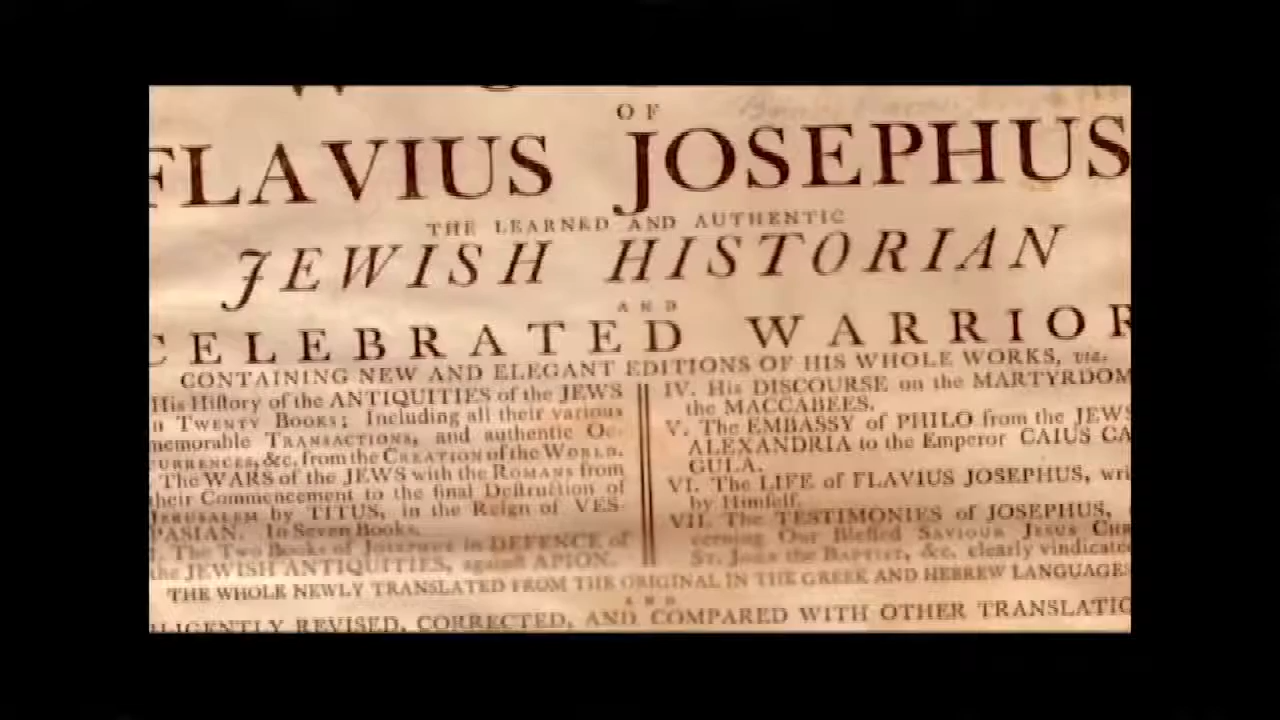 OF
FLAVIUS JOSEPHUS
THE LEARNED AND AUTHENTIC
JEWISH HISTORIAN
AND
CELEBRATED WARRIOR
CONTAINING NEW AND ELEGANT EDITIONS OF HIS WHOLE WORKS, viz.
His Hiſtory of the ANTIQUITIES of the JEWS
n TWENTY BOOKS; Including all their various
memorable TRANSACTIONS, and authentic Oc-
URRENCES, &c. from the CREATION of the WORLD.
The WARS of the JEWS with the ROMANS from
their Commencement to the final Deſtruction of
JERUSALEM by TITUS, in the Reign of VES-
PASIAN. In Seven Books.
The Two Books of JOSEPHUS in DEFENCE of
the JEWISH ANTIQUITIES, againſt APION.
IV. His DISCOURSE on the MARTYRDOM
the MACCABEES.
V. The EMBASSY of PHILO from the JEWS
ALEXANDRIA to the Emperor CAIUS CA
GULA.
VI. The LIFE of FLAVIUS JOSEPHUS, wri
by Himſelf.
VII. The TESTIMONIES of JOSEPHUS,
cerning Our Bleſſed SAVIOUR JESUS CHR
ST. JOHN the BAPTIST, &c. clearly vindicate
THE WHOLE NEWLY TRANSLATED FROM THE ORIGINAL IN THE GREEK AND HEBREW LANGUAGES
AND
LIGENTLY REVISED, CORRECTED, AND COMPARED WITH OTHER TRANSLATIO